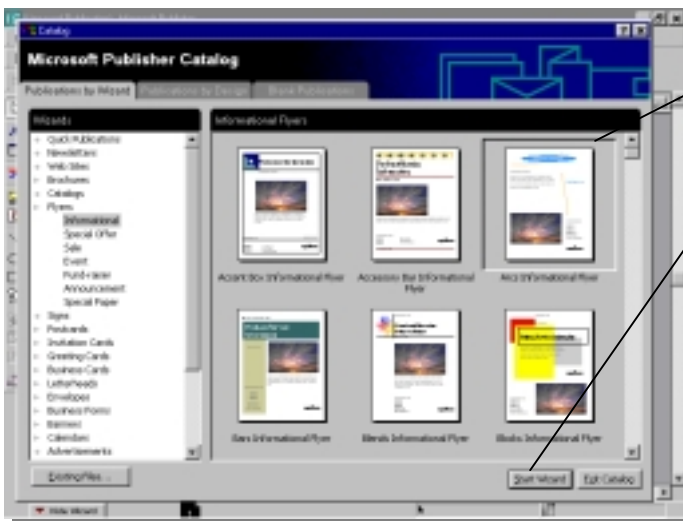 Catalog
Microsoft Publisher Catalog
Publications by Wizard
Publications by Design
Blank Publications
Wizards
Quick Publications
Newsletters
Web Sites
Brochures
Catalogs
Flyers
Informational
Special Offer
Sale
Event
Fund-raiser
Announcement
Special Paper
Signs
Postcards
Invitation Cards
Greeting Cards
Business Cards
Letterheads
Envelopes
Business Forms
Banners
Calendars
Advertisements
Informational Flyers
Accent Box Informational Flyer
Accessory Bar Informational
Flyer
Arcs Informational Flyer
Bars Informational Flyer
Blends Informational Flyer
Blocks Informational Flyer
Existing Files...
Start Wizard
Exit Catalog
Hide Wizard